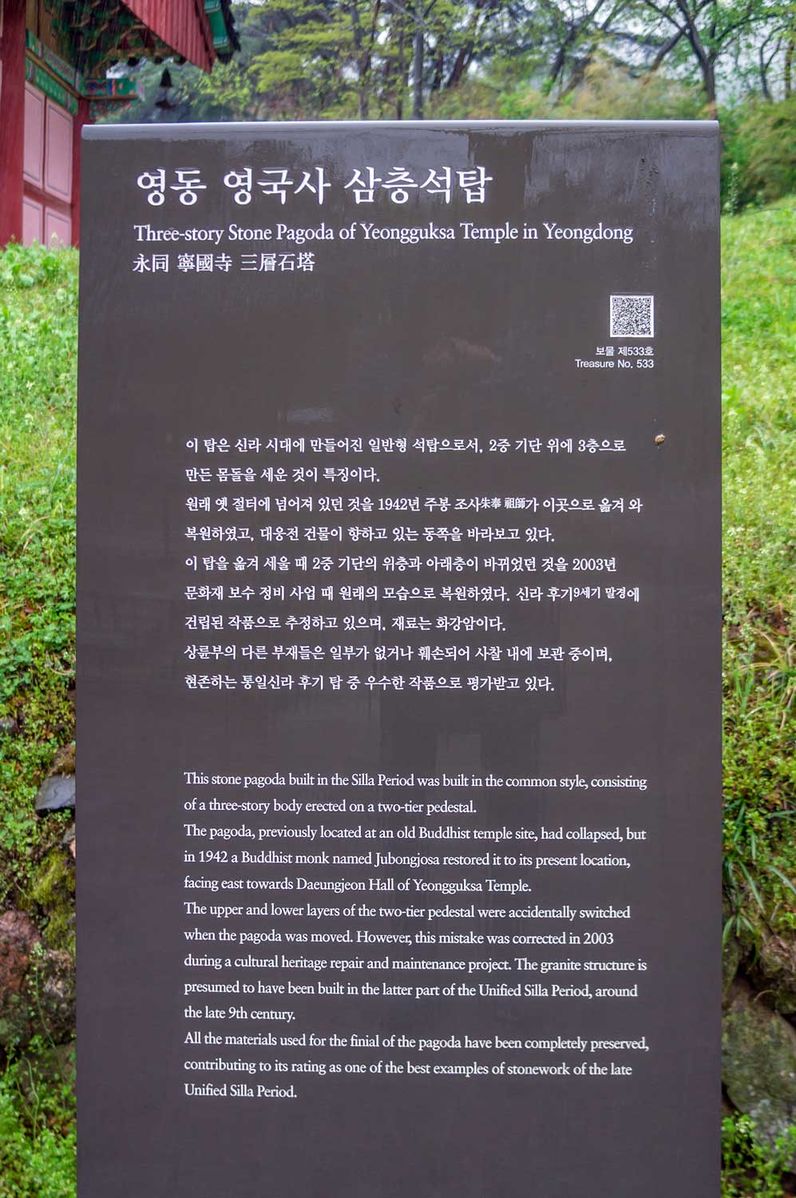 영동 영국사 삼층석탑
Three-story Stone Pagoda of Yeongguksa Temple in Yeongdong
永同 寧國寺 三層石塔
보물 제533호
Treasure No. 533
이 탑은 신라 시대에 만들어진 일반형 석탑으로서, 2중 기단 위에 3층으로
만든 몸돌을 세운 것이 특징이다.
원래 옛 절터에 넘어져 있던 것을 1942년 주봉 조사朱奉 祖師가 이곳으로 옮겨 와
복원하였고, 대웅전 건물이 향하고 있는 동쪽을 바라보고 있다.
이 탑을 옮겨 세울 때 2중 기단의 위층과 아래층이 바뀌었던 것을 2003년
문화재 보수 정비 사업 때 원래의 모습으로 복원하였다. 신라 후기9세기 말경에
건립된 작품으로 추정하고 있으며, 재료는 화강암이다.
상륜부의 다른 부재들은 일부가 없거나 훼손되어 사찰 내에 보관 중이며,
현존하는 통일신라 후기 탑 중 우수한 작품으로 평가받고 있다.
This stone pagoda built in the Silla Period was built in the common style, consisting
of a three-story body erected on a two-tier pedestal.
The pagoda, previously located at an old Buddhist temple site, had collapsed, but
in 1942 a Buddhist monk named Jubongjosa restored it to its present location,
facing east towards Daeungjeon Hall of Yeongguksa Temple.
The upper and lower layers of the two-tier pedestal were accidentally switched
when the pagoda was moved. However, this mistake was corrected in 2003
during a cultural heritage repair and maintenance project. The granite structure is
presumed to have been built in the latter part of the Unified Silla Period, around
the late 9th century.
All the materials used for the finial of the pagoda have been completely preserved,
contributing to its rating as one of the best examples of stonework of the late
Unified Silla Period.